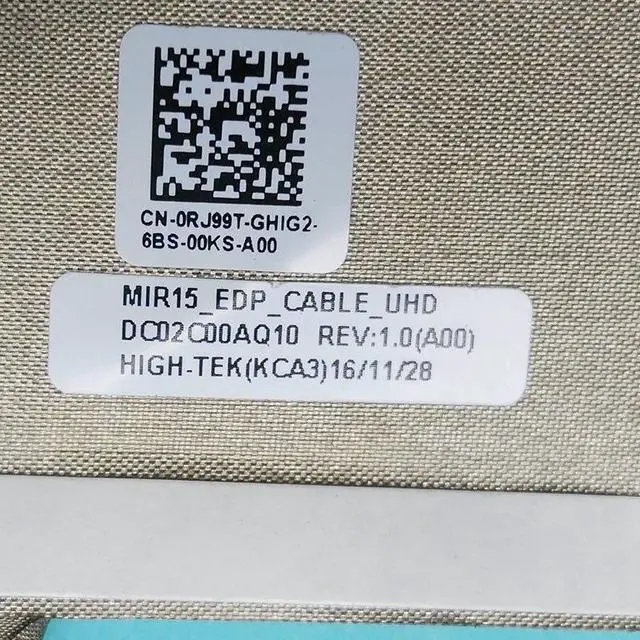 CN-0RJ99T-GHIG2-
6BS-00KS-A00
MIR15_EDP_CABLE_UHD
DC02C00AQ10 REV:1.0(A00)
HIGH-TEK(KCA3)16/11/28